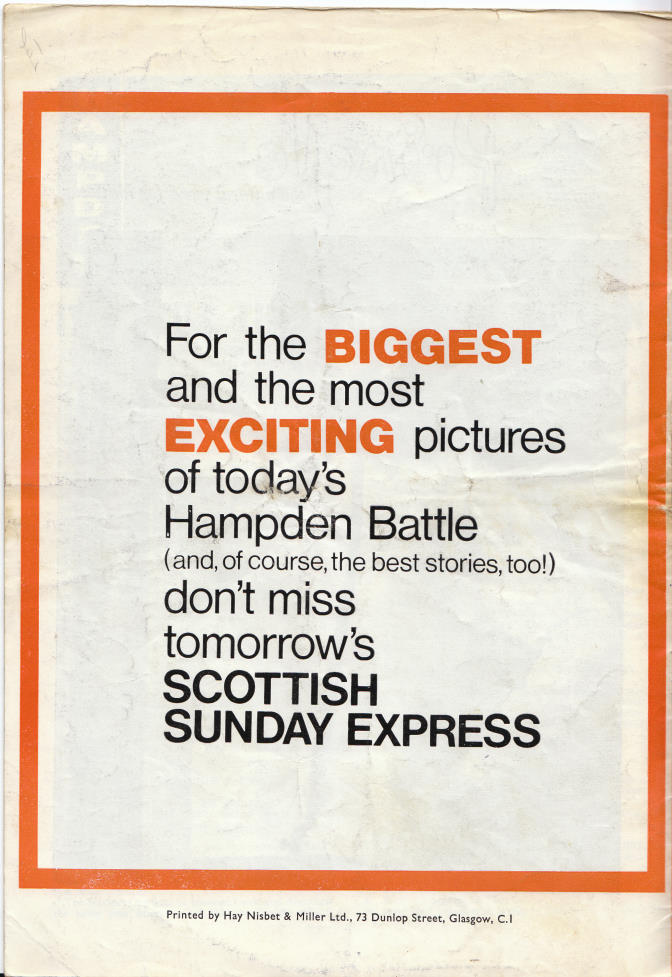 For the BIGGEST
and the most
EXCITING pictures
of today's
Hampden Battle
(and, of course, the best stories, too!)
don't miss
tomorrow's
SCOTTISH
SUNDAY EXPRESS
Printed by Hay Nisbet & Miller Ltd., 73 Dunlop Street, Glasgow, C.1